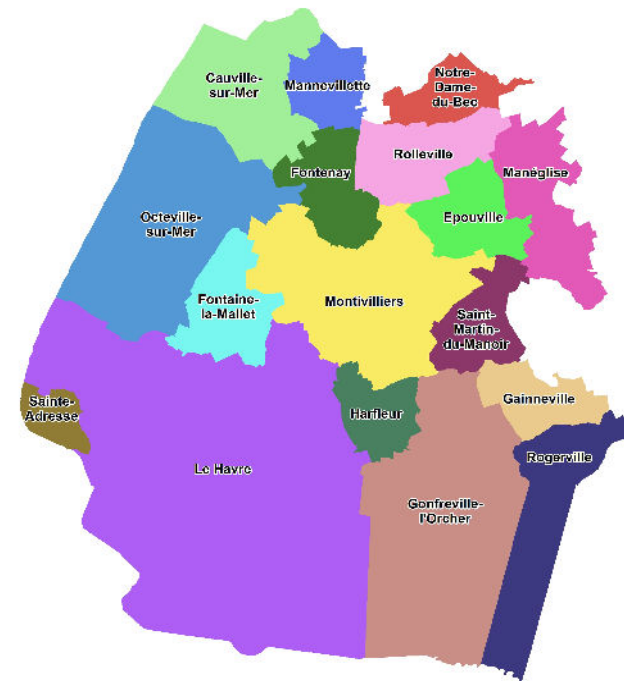 Cauville-
sur-Mer
Mannevillette
Notre-
Dame-
du-Bec
Rolleville
Manéglise
Fontenay
Octeville-
sur-Mer
Epouville
Fontaine-
la-Mallet
Montivilliers
Saint-
Martin-
du-Manoir
Gainneville
Sainte-
Adresse
Harfleur
Rogerville
Le Havre
Gonfreville-
l'Orcher